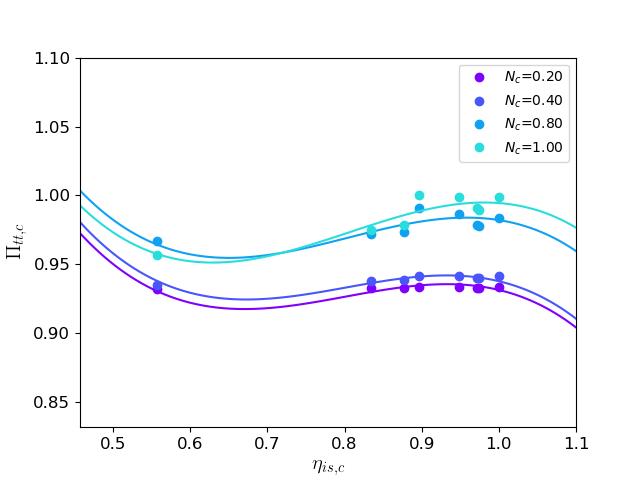 1.10
1.05
1.00
0.95
0.90
0.85
Π_{tt,c}
N_c=0.20
N_c=0.40
N_c=0.80
N_c=1.00
0.5 0.6 0.7 0.8 0.9 1.0 1.1
η_{is,c}